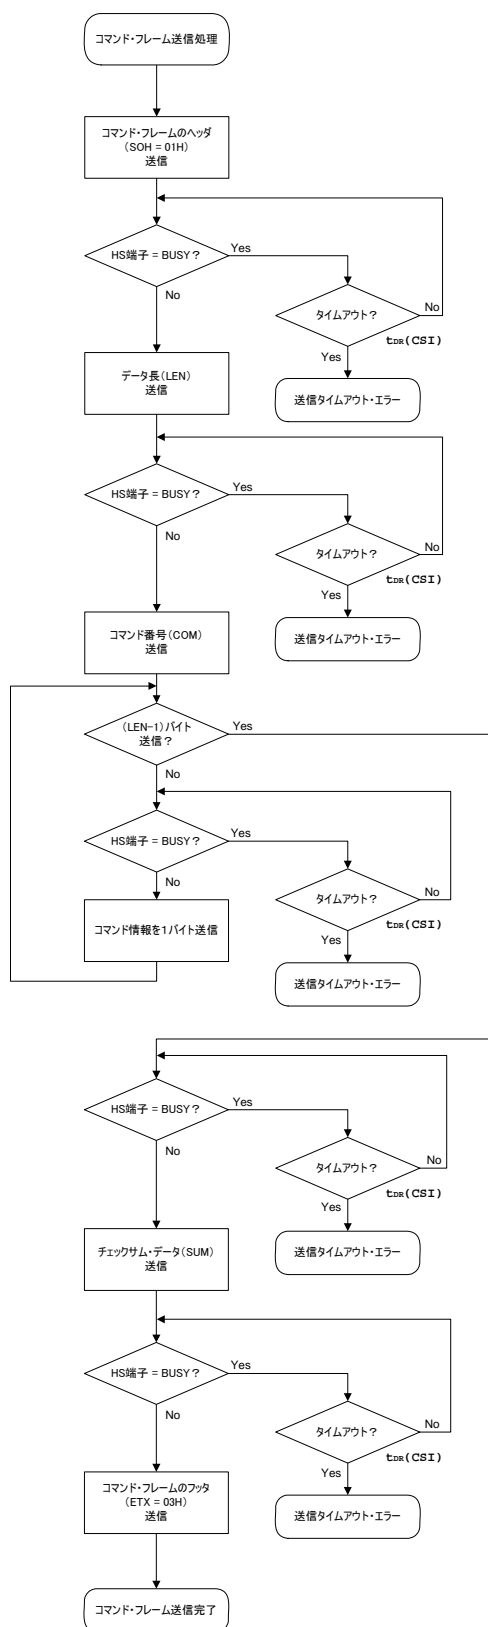 コマンド・フレーム送信処理
コマンド・フレームのヘッダ
(SOH = 01H)
送信
HS端子 = BUSY?
Yes
No
タイムアウト?
No
tDR(CSI)
Yes
送信タイムアウト・エラー
データ長(LEN)
送信
HS端子 = BUSY?
Yes
No
タイムアウト?
No
tDR(CSI)
Yes
送信タイムアウト・エラー
コマンド番号(COM)
送信
(LEN-1)バイト
送信?
Yes
No
HS端子 = BUSY?
Yes
No
タイムアウト?
No
tDR(CSI)
Yes
コマンド情報を1バイト送信
送信タイムアウト・エラー
HS端子 = BUSY?
Yes
No
タイムアウト?
No
tDR(CSI)
Yes
送信タイムアウト・エラー
チェックサム・データ(SUM)
送信
HS端子 = BUSY?
Yes
No
タイムアウト?
No
tDR(CSI)
Yes
送信タイムアウト・エラー
コマンド・フレームのフッタ
(ETX = 03H)
送信
コマンド・フレーム送信完了